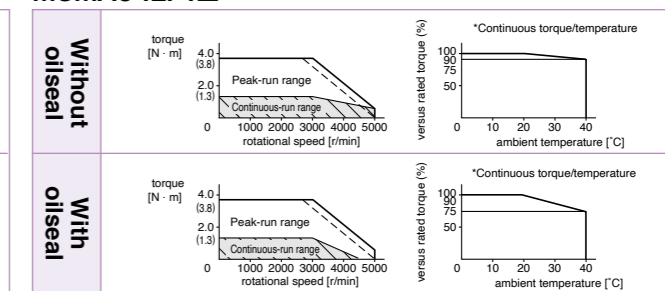 Without
oilseal
torque
[N · m]
4.0
(3.8)
2.0
(1.3)
0
Peak-run range
Continuous-run range
1000 2000 3000 4000 5000
rotational speed [r/min]
*Continuous torque/temperature
versus rated torque (%)
100
90
75
50
0 10 20 30 40
ambient temperature [˚C]
With
oilseal
torque
[N · m]
4.0
(3.8)
2.0
(1.3)
0
Peak-run range
Continuous-run range
1000 2000 3000 4000 5000
rotational speed [r/min]
*Continuous torque/temperature
versus rated torque (%)
100
90
75
50
0 10 20 30 40
ambient temperature [˚C]